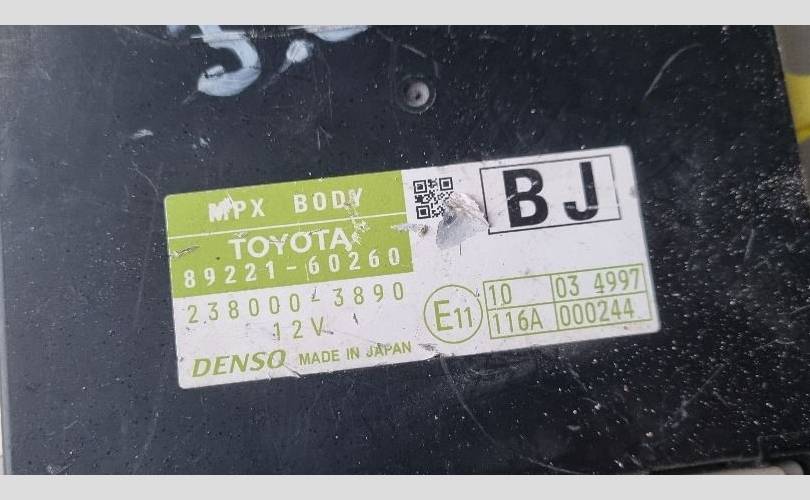 MPX BODY
BJ
TOYOTA
89221-60260
238000-3890
12V
E11
10 03 4997
116A 000244
DENSO MADE IN JAPAN